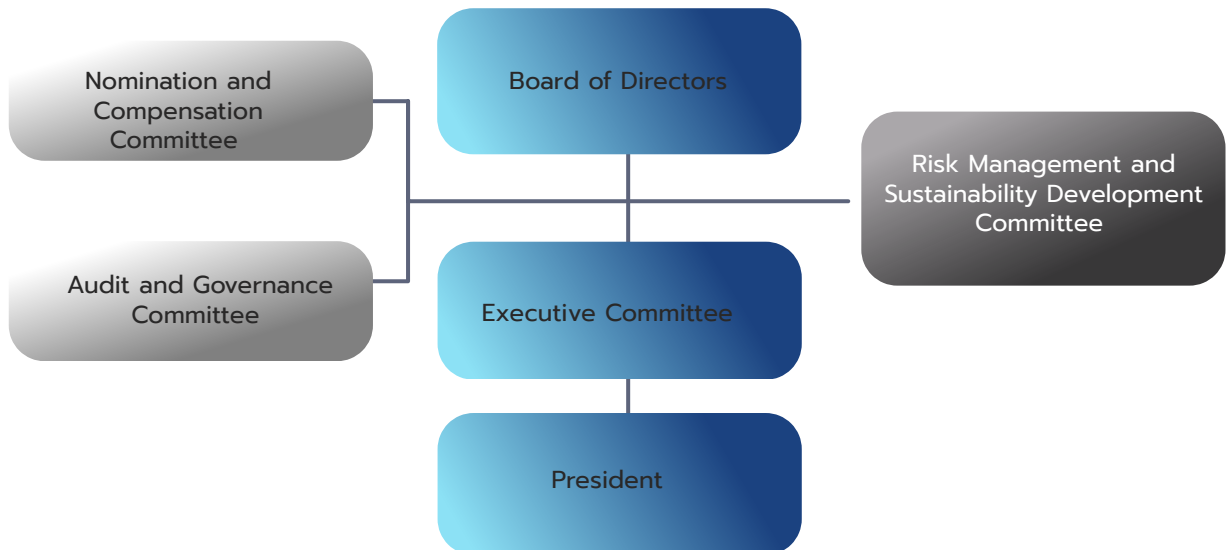 Nomination and
Compensation
Committee
Board of Directors
Risk Management and
Sustainability Development
Committee
Audit and Governance
Committee
Executive Committee
President